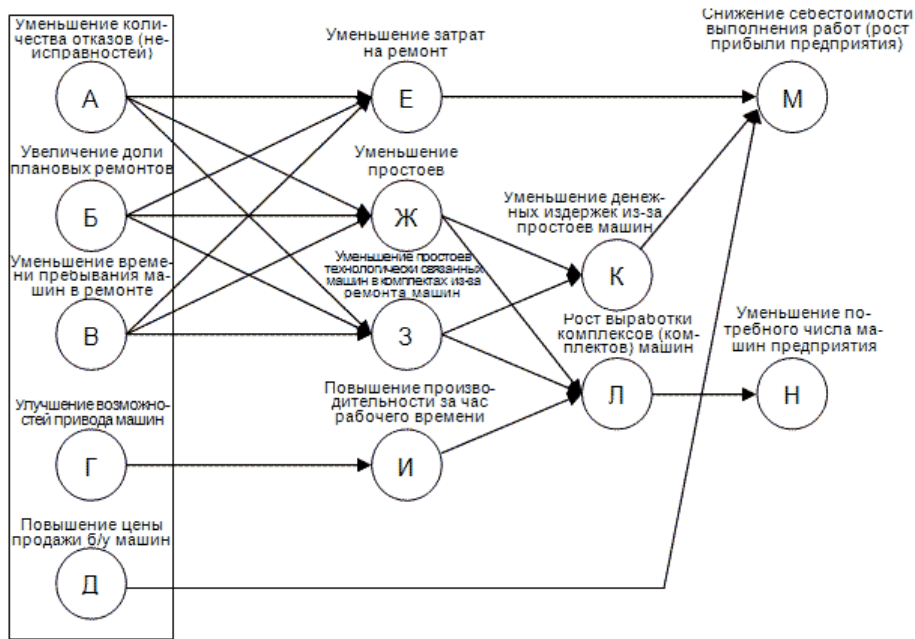 Уменьшение коли-
чества отказов (не-
исправностей)
А
Увеличение доли
плановых ремонтов
Б
Уменьшение време-
ни пребывания ма-
шин в ремонте
В
Улучшение возможно-
стей привода машин
Г
Повышение цены
продажи б/у машин
Д
Уменьшение затрат
на ремонт
Е
Уменьшение
простоев
Ж
Уменьшение простоев
технологически связанных
машин в комплектах из-за
ремонта машин
З
Повышение произво-
дительности за час
рабочего времени
И
Уменьшение денеж-
ных издержек из-за
простоев машин
К
Рост выработки
комплексов (ком-
плектов) машин
Л
Снижение себестоимости
выполнения работ (рост
прибыли предприятия)
М
Уменьшение по-
требного числа ма-
шин предприятия
Н